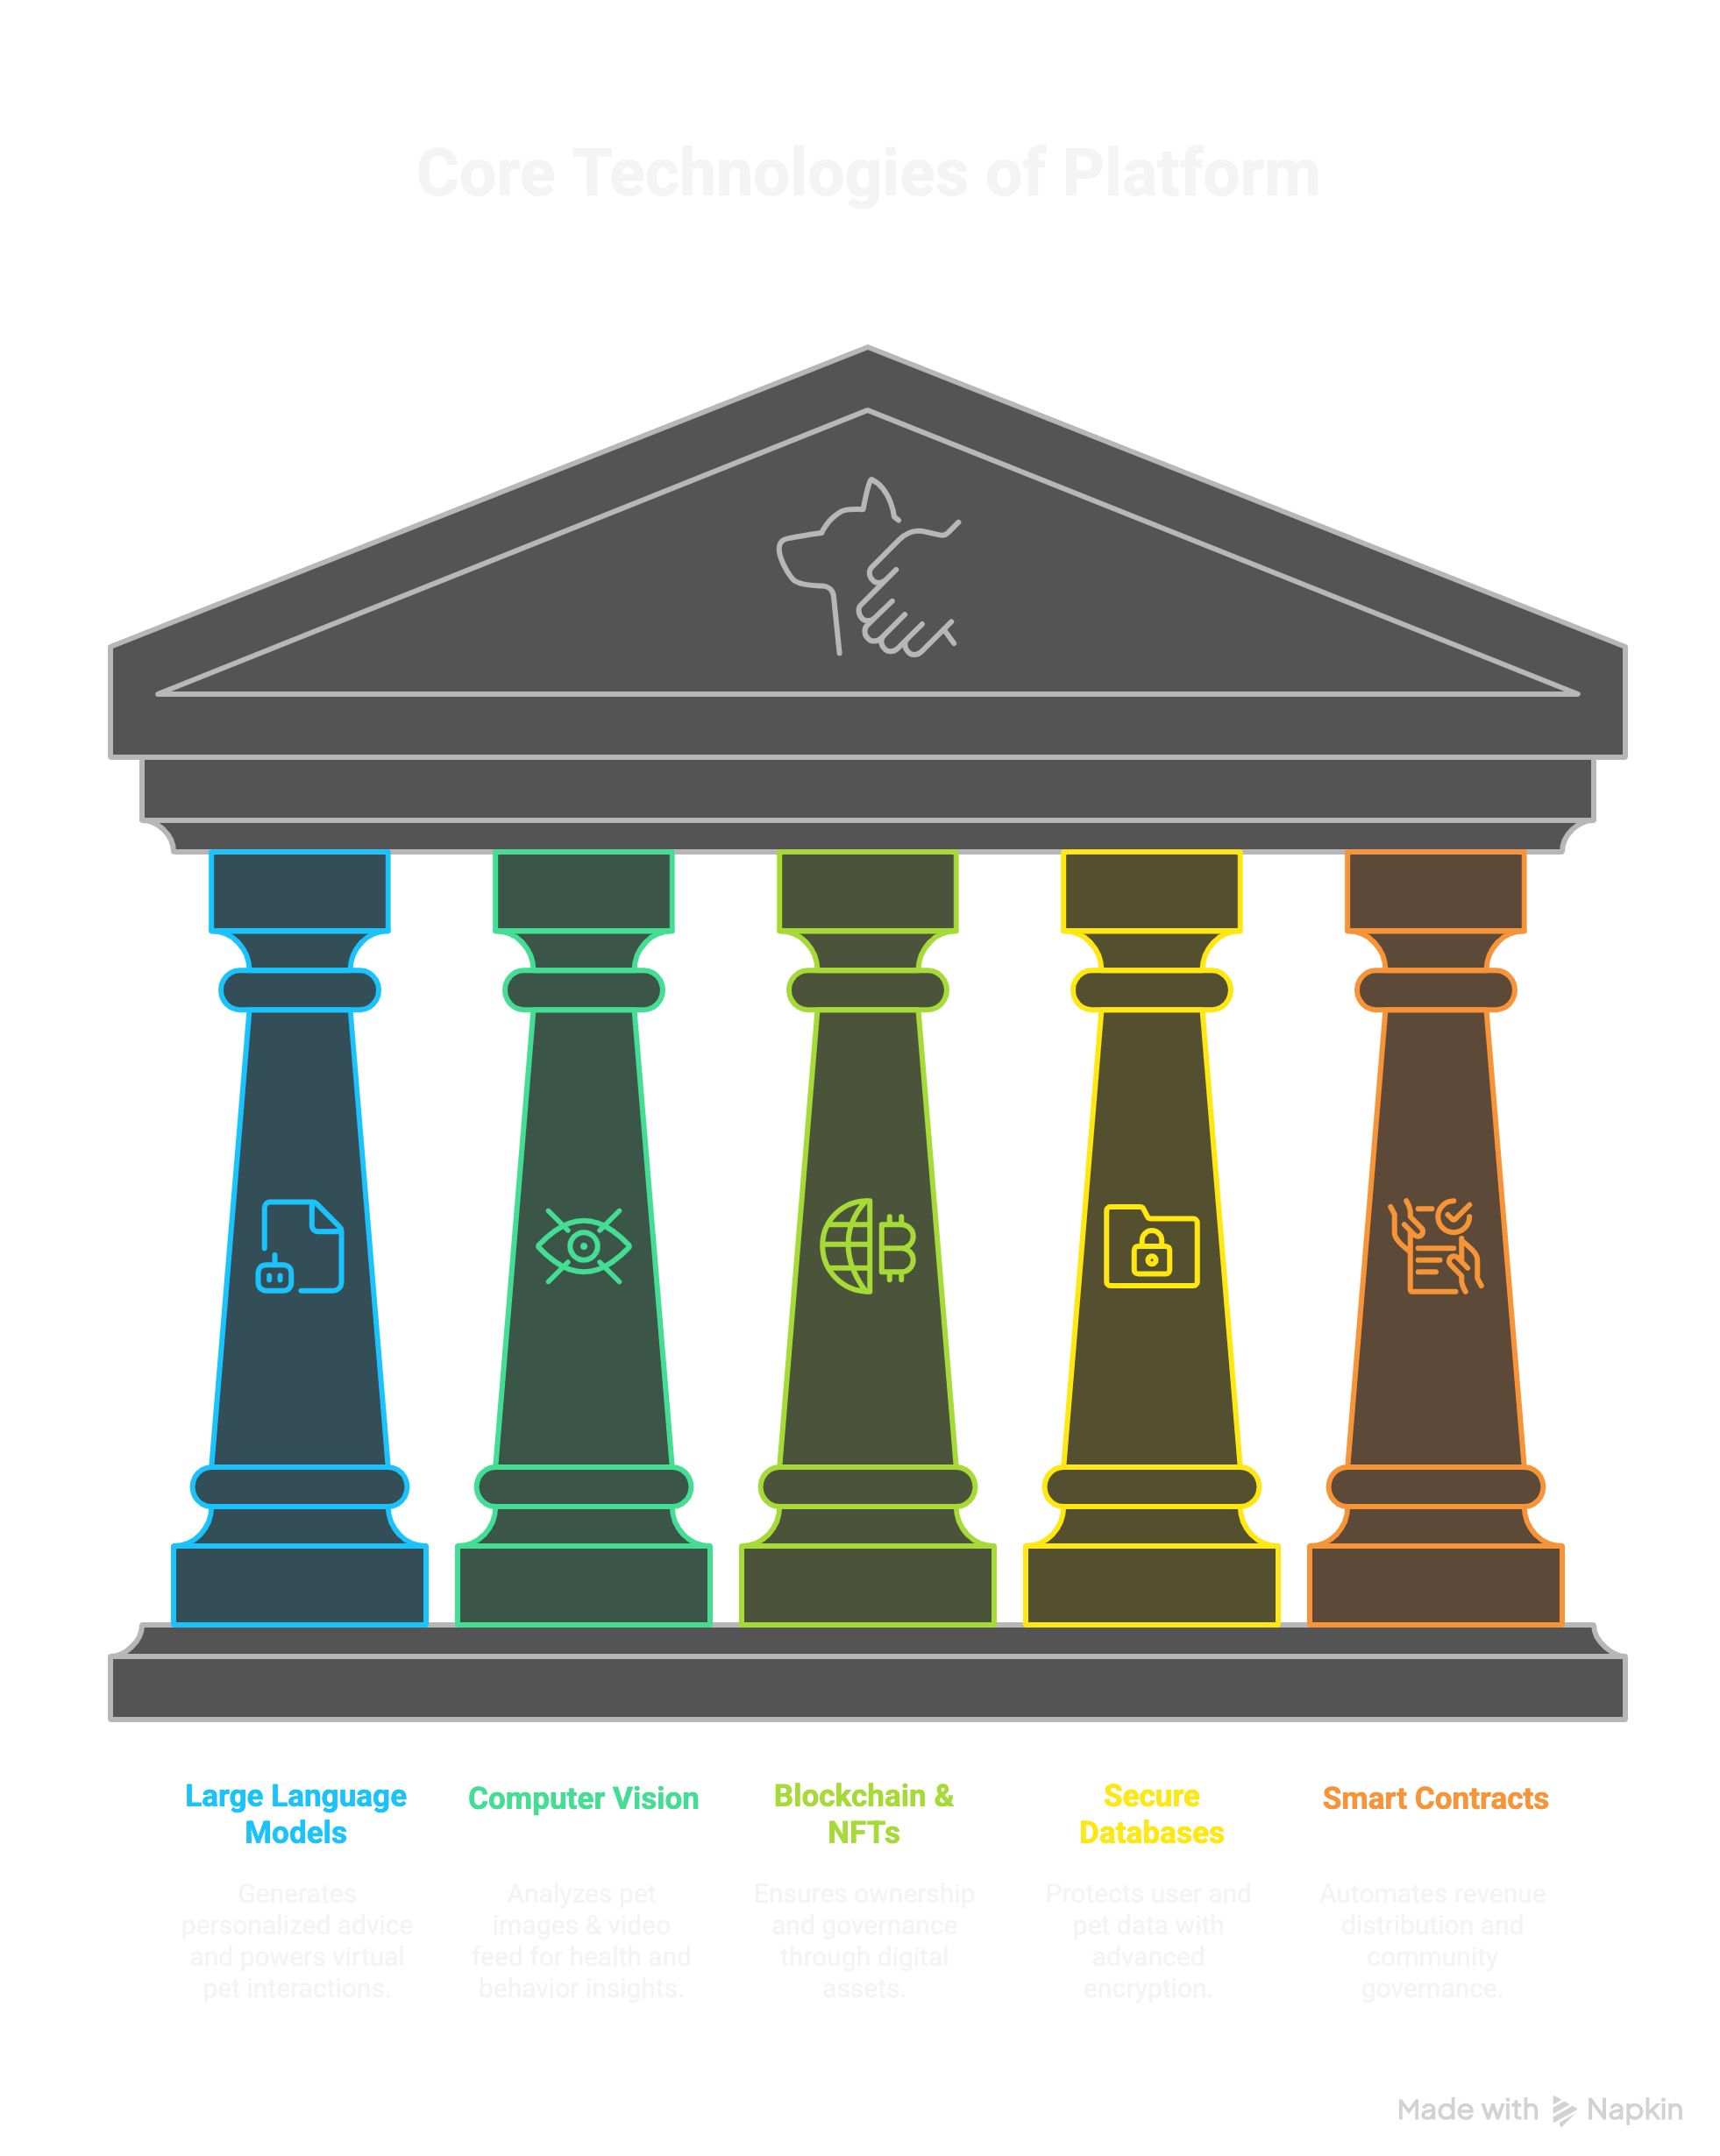 Core Technologies of Platform
Large Language
Models
Generates
personalized advice
and powers virtual
pet interactions.
Computer Vision
Analyzes pet
images & video
feed for health and
behavior insights.
Blockchain &
NFTs
Ensures ownership
and governance
through digital
assets.
Secure
Databases
Protects user and
pet data with
advanced
encryption.
Smart Contracts
Automates revenue
distribution and
community
governance.
Made with Napkin